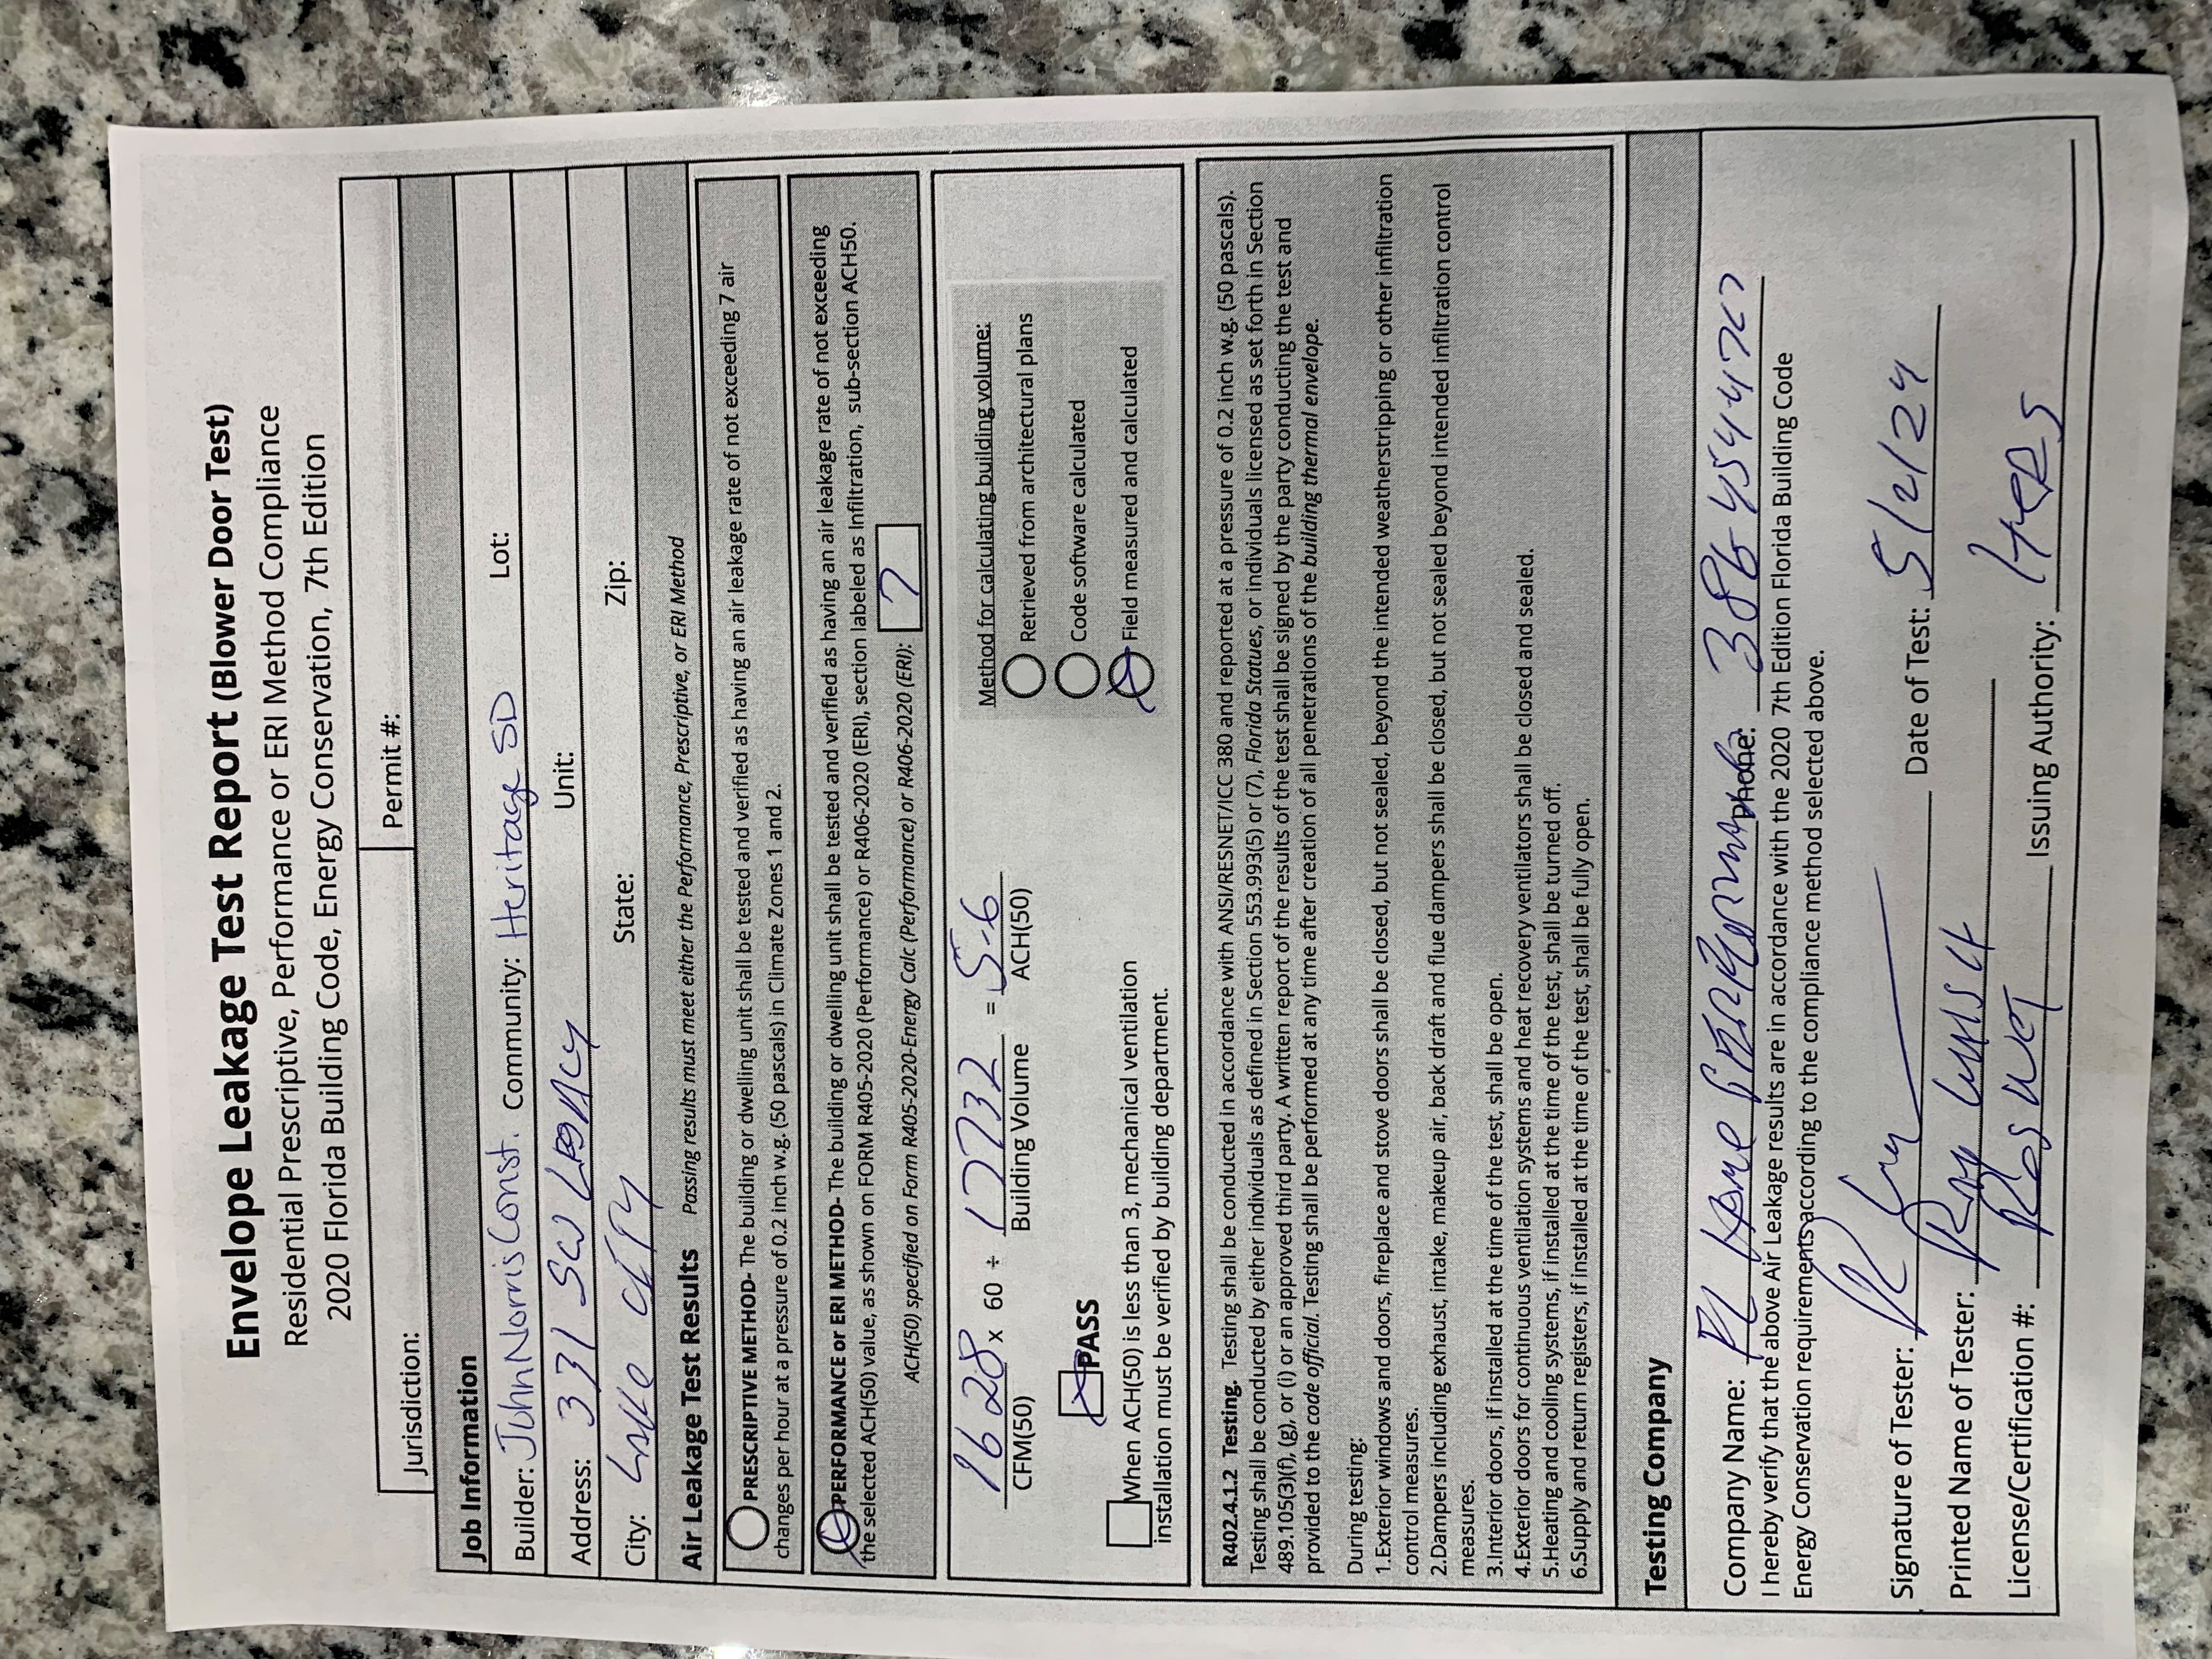 Envelope Leakage Test Report (Blower Door Test)
Residential Prescriptive, Performance or ERI Method Compliance
2020 Florida Building Code, Energy Conservation, 7th Edition
Jurisdiction: Permit #:
Job Information
Builder: John Norris Const. Community: Heritage SD Lot:
Address: 331 SW Legacy Unit:
City: Lake City State: Zip:
Air Leakage Test Results Passing results must meet either the Performance, Prescriptive, or ERI Method
PRESCRIPTIVE METHOD- The building or dwelling unit shall be tested and verified as having an air leakage rate of not exceeding 7 air
changes per hour at a pressure of 0.2 inch w.g. (50 pascals) in Climate Zones 1 and 2.
PERFORMANCE or ERI METHOD- The building or dwelling unit shall be tested and verified as having an air leakage rate of not exceeding
the selected ACH(50) value, as shown on FORM R405-2020 (Performance) or R406-2020 (ERI), section labeled as Infiltration, sub-section ACH50.
ACH(50) specified on Form R405-2020-Energy Calc (Performance) or R406-2020 (ERI): 7
1628 x 60 ÷ 17732 = 5.6
CFM(50) Building Volume ACH(50)
PASS
When ACH(50) is less than 3, mechanical ventilation
installation must be verified by building department.
Method for calculating building volume:
Retrieved from architectural plans
Code software calculated
Field measured and calculated
R402.4.1.2 Testing. Testing shall be conducted in accordance with ANSI/RESNET/ICC 380 and reported at a pressure of 0.2 inch w.g. (50 pascals).
Testing shall be conducted by either individuals as defined in Section 553.993(5) or (7), Florida Statues, or individuals licensed as set forth in Section
489.105(3)(f), (g), or (i) or an approved third party. A written report of the results of the test shall be signed by the party conducting the test and
provided to the code official. Testing shall be performed at any time after creation of all penetrations of the building thermal envelope.
During testing:
1.Exterior windows and doors, fireplace and stove doors shall be closed, but not sealed, beyond the intended weatherstripping or other infiltration
control measures.
2.Dampers including exhaust, intake, makeup air, back draft and flue dampers shall be closed, but not sealed beyond intended infiltration control
measures.
3.Interior doors, if installed at the time of the test, shall be open.
4.Exterior doors for continuous ventilation systems and heat recovery ventilators shall be closed and sealed.
5.Heating and cooling systems, if installed at the time of the test, shall be turned off.
6.Supply and return registers, if installed at the time of the test, shall be fully open.
Testing Company
Company Name: Home Phone: 386 454 4767
I hereby verify that the above Air Leakage results are in accordance with the 2020 7th Edition Florida Building Code
Energy Conservation requirements according to the compliance method selected above.
Signature of Tester: Date of Test: 5/2/24
Printed Name of Tester: Ray
License/Certification #: Issuing Authority: